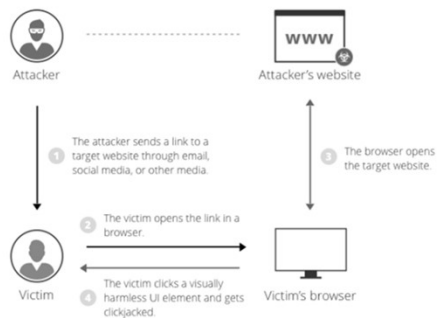 www
Attacker
Attacker's website
1
The attacker sends a link to a
target website through email,
social media, or other media.
3
The browser opens
the target website.
2
The victim opens the link in a
browser.
4
The victim clicks a visually
harmless UI element and gets
clickjacked.
Victim
Victim's browser